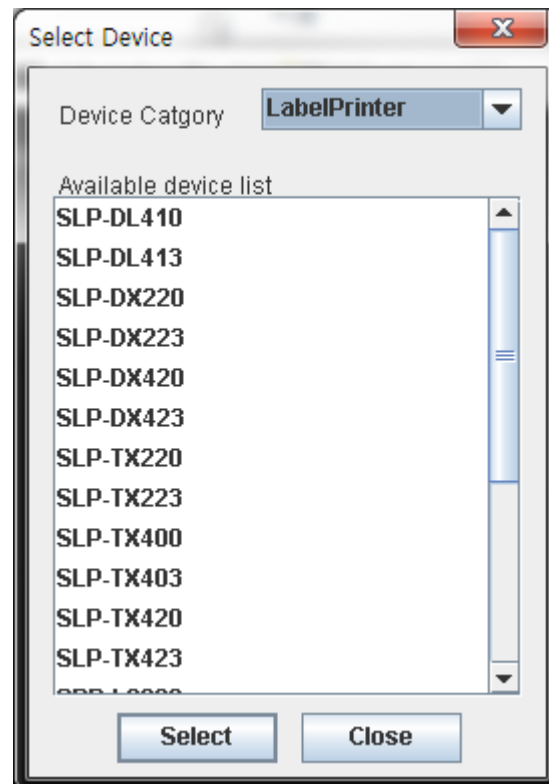 Select Device
Device Catgory LabelPrinter
Available device list
SLP-DL410
SLP-DL413
SLP-DX220
SLP-DX223
SLP-DX420
SLP-DX423
SLP-TX220
SLP-TX223
SLP-TX400
SLP-TX403
SLP-TX420
SLP-TX423
Select Close